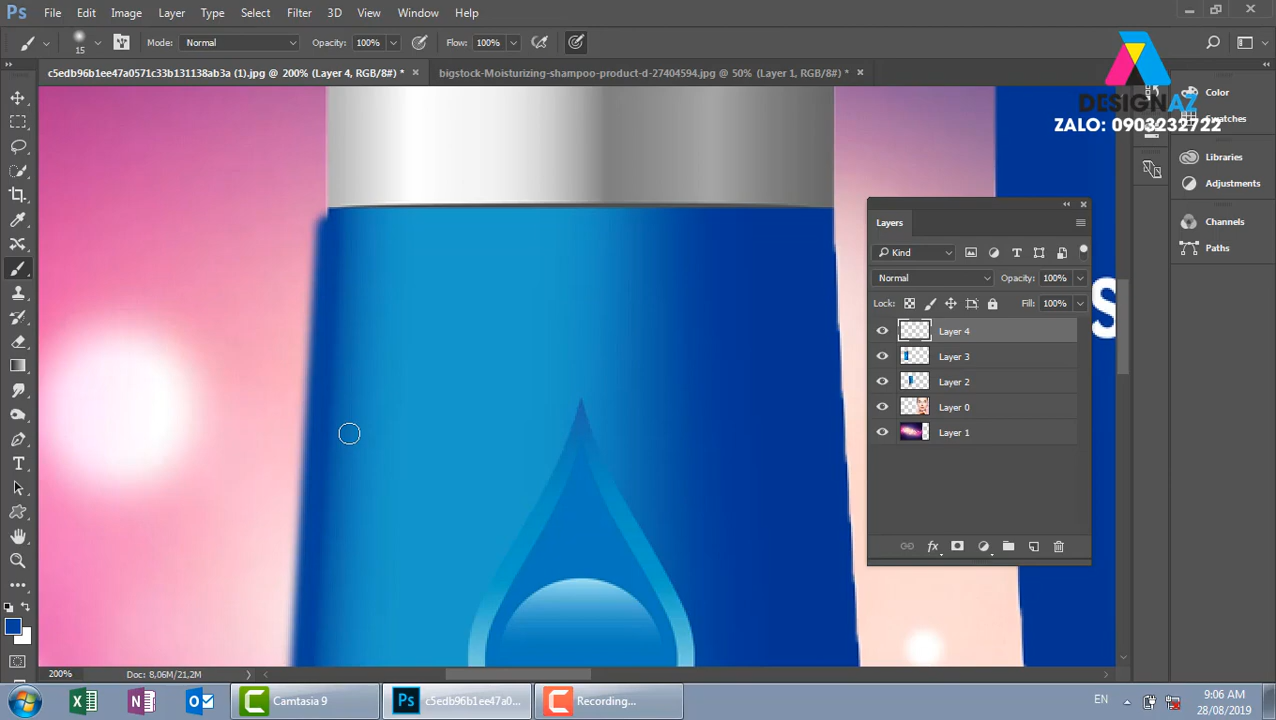 Ps File Edit Image Layer Type Select Filter 3D View Window Help
15 Mode: Normal Opacity: 100% Flow: 100%
c5edb96b1ee47a0571c33b131138ab3a (1).jpg @ 200% (Layer 4, RGB/8#) * × bigstock-Moisturizing-shampoo-product-d-27404594.jpg @ 50% (Layer 1, RGB/8#) * ×
DESIGNAZ
ZALO: 0903232722
Color
Swatches
Libraries
Adjustments
Channels
Paths
Layers
Kind
Normal Opacity: 100%
Lock: Fill: 100%
Layer 4
Layer 3
Layer 2
Layer 0
Layer 1
fx
S
200% Doc: 8,06M/21,2M
Camtasia 9 Ps c5edb96b1ee47a0... Recording...
EN
9:06 AM
28/08/2019